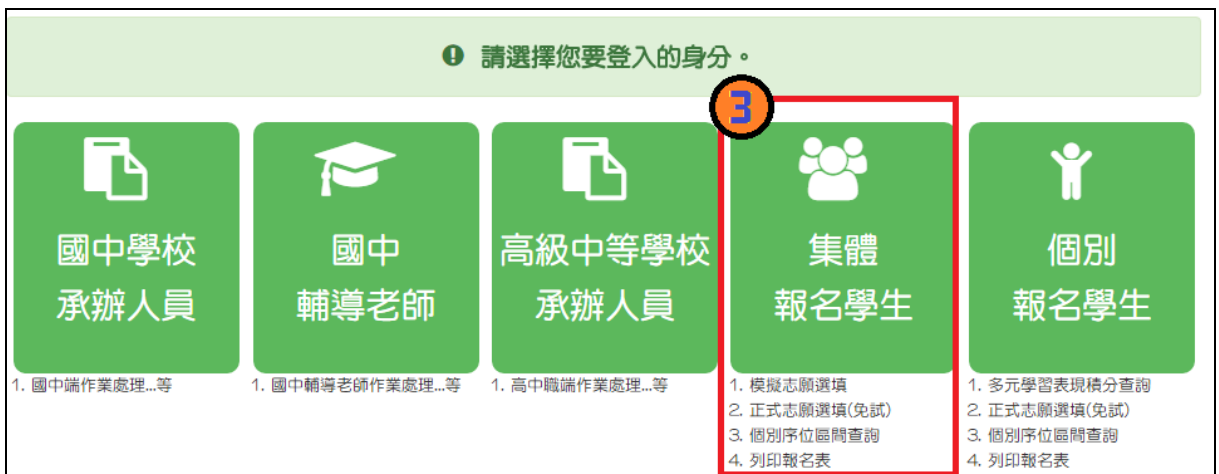 請選擇您要登入的身分。
3
國中學校
承辦人員
1. 國中端作業處理...等
國中
輔導老師
1. 國中輔導老師作業處理...等
高級中等學校
承辦人員
1. 高中職端作業處理...等
集體
報名學生
1. 模擬志願選填
2. 正式志願選填(免試)
3. 個別序位區間查詢
4. 列印報名表
個別
報名學生
1. 多元學習表現積分查詢
2. 正式志願選填(免試)
3. 個別序位區間查詢
4. 列印報名表